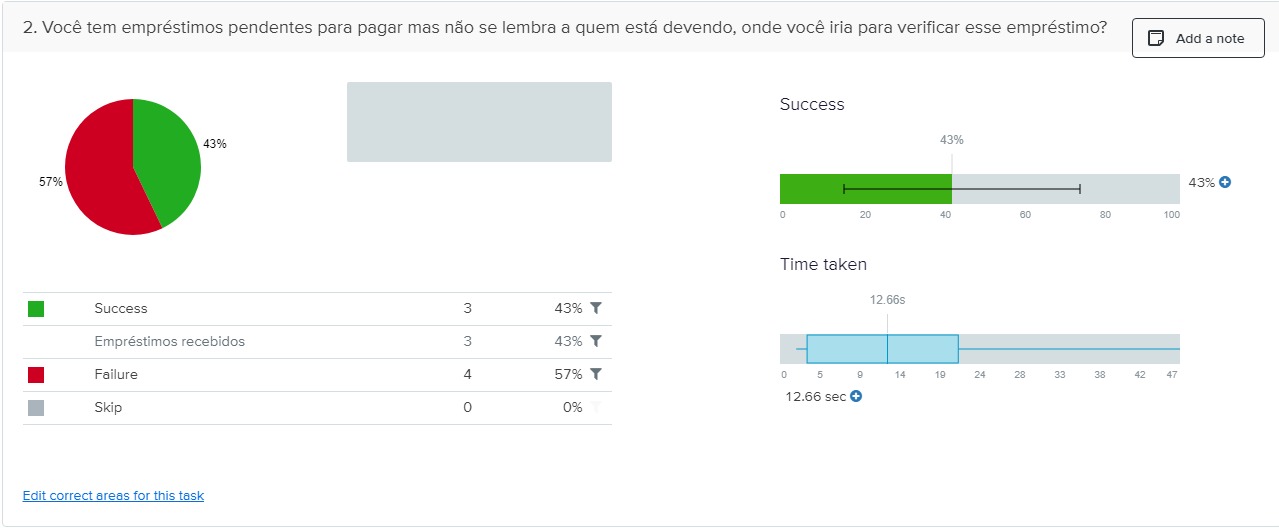 2. Você tem empréstimos pendentes para pagar mas não se lembra a quem está devendo, onde você iria para verificar esse empréstimo?
Add a note
43%
57%
Success 3 43%
Empréstimos recebidos 3 43%
Failure 4 57%
Skip 0 0%
Edit correct areas for this task
Success
43%
43%
0 20 40 60 80 100
Time taken
12.66s
0 5 9 14 19 24 28 33 38 42 47
12.66 sec